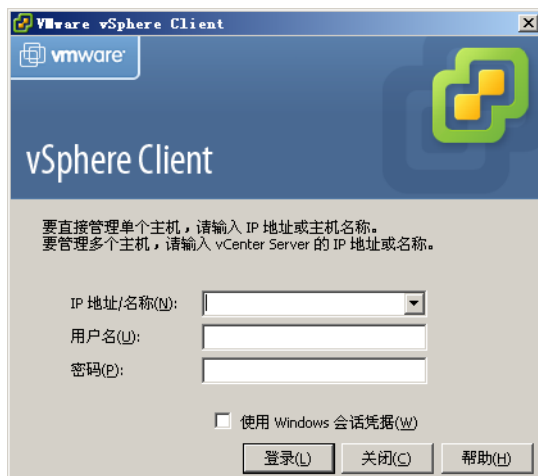 VMware vSphere Client
vmware
vSphere Client
要直接管理单个主机，请输入 IP 地址或主机名称。
要管理多个主机，请输入 vCenter Server 的 IP 地址或名称。
IP 地址/名称(N):
用户名(U):
密码(P):
使用 Windows 会话凭据(W)
登录(L) 关闭(C) 帮助(H)